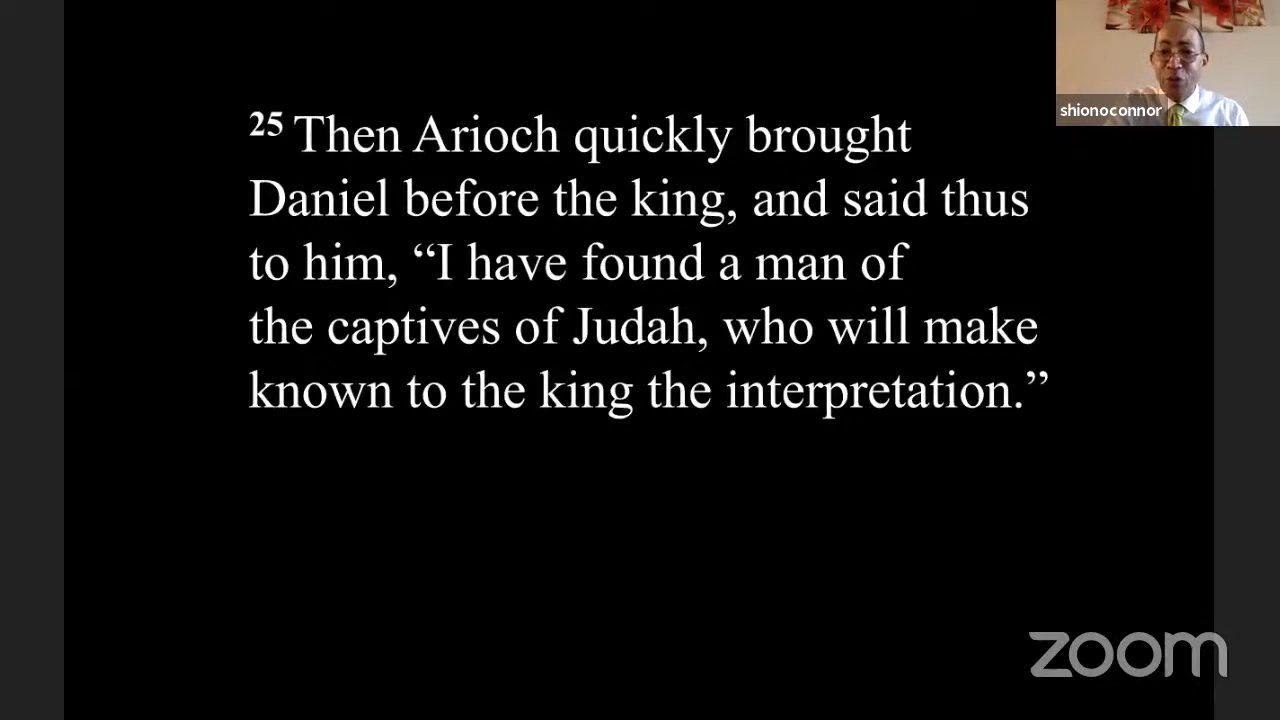 shionoconnor
25 Then Arioch quickly brought
Daniel before the king, and said thus
to him, “I have found a man of
the captives of Judah, who will make
known to the king the interpretation.”
zoom